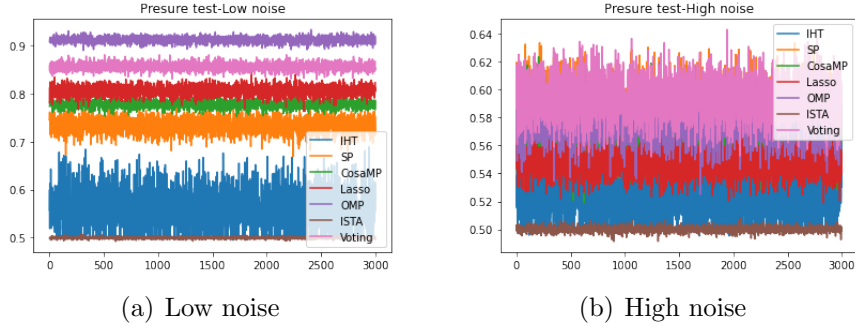 Presure test-Low noise
0.9
0.8
0.7
0.6
0.5
0
500
1000
1500
2000
2500
3000
IHT
SP
CosaMP
Lasso
OMP
ISTA
Voting
(a) Low noise
Presure test-High noise
0.64
0.62
0.60
0.58
0.56
0.54
0.52
0.50
0
500
1000
1500
2000
2500
3000
IHT
SP
CosaMP
Lasso
OMP
ISTA
Voting
(b) High noise